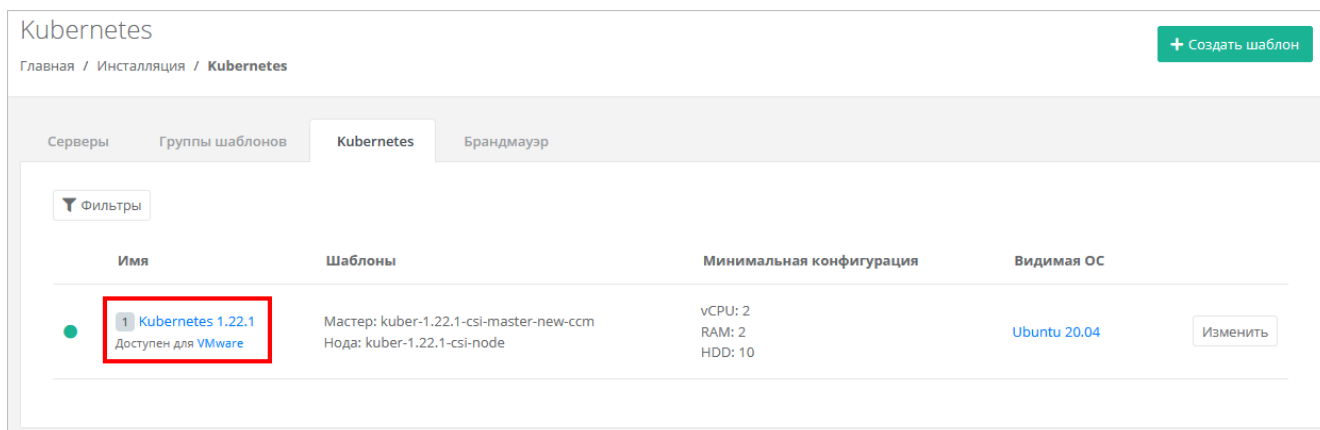 Kubernetes
+ Создать шаблон
Главная / Инсталляция / Kubernetes
Серверы Группы шаблонов Kubernetes Брандмауэр
Фильтры
Имя Шаблоны Минимальная конфигурация Видимая ОС
1 Kubernetes 1.22.1
Доступен для VMware
Мастер: kuber-1.22.1-csi-master-new-ccm
Нода: kuber-1.22.1-csi-node
vCPU: 2
RAM: 2
HDD: 10
Ubuntu 20.04
Изменить